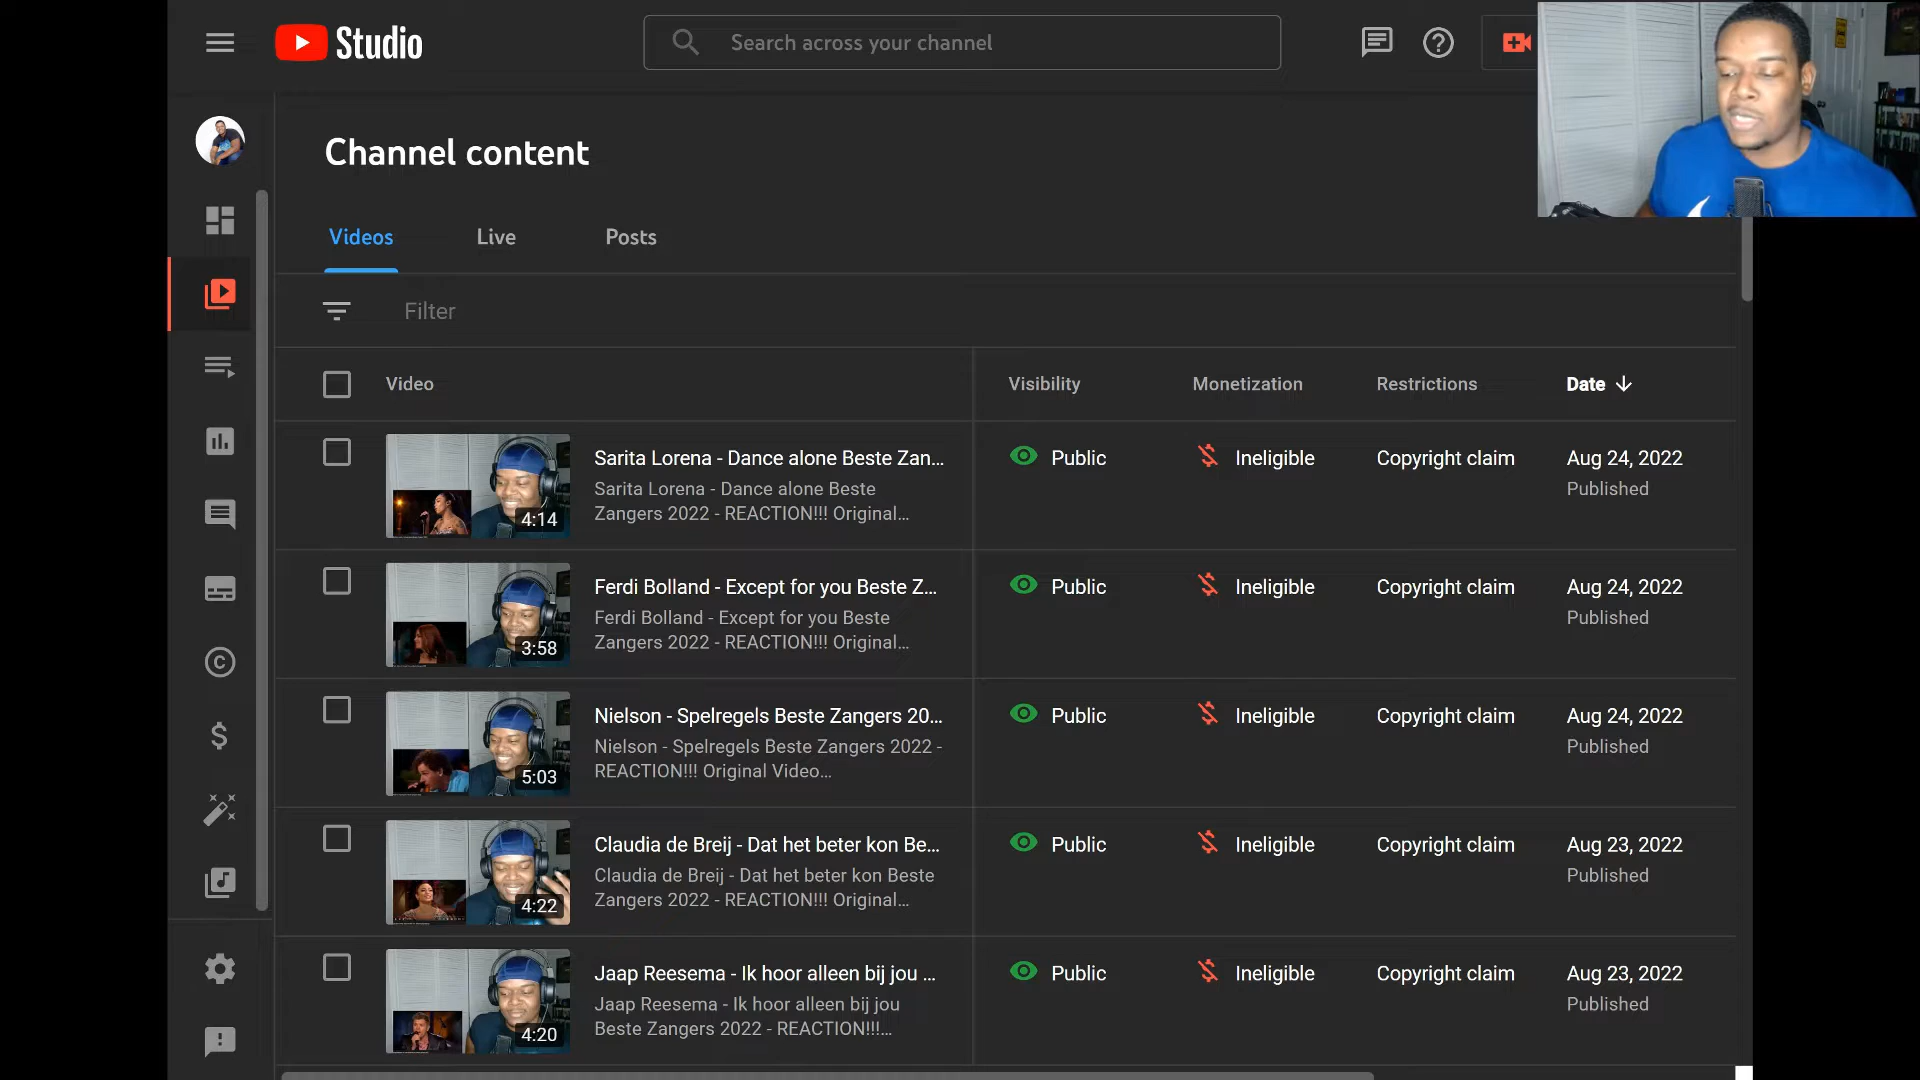 Studio
Search across your channel
Channel content
Videos Live Posts
Filter
Video Visibility Monetization Restrictions Date
4:14
Sarita Lorena - Dance alone Beste Zan...
Sarita Lorena - Dance alone Beste
Zangers 2022 - REACTION!!! Original...
Public Ineligible Copyright claim Aug 24, 2022
Published
3:58
Ferdi Bolland - Except for you Beste Z...
Ferdi Bolland - Except for you Beste
Zangers 2022 - REACTION!!! Original...
Public Ineligible Copyright claim Aug 24, 2022
Published
5:03
Nielson - Spelregels Beste Zangers 20...
Nielson - Spelregels Beste Zangers 2022 -
REACTION!!! Original Video...
Public Ineligible Copyright claim Aug 24, 2022
Published
4:22
Claudia de Breij - Dat het beter kon Be...
Claudia de Breij - Dat het beter kon Beste
Zangers 2022 - REACTION!!! Original...
Public Ineligible Copyright claim Aug 23, 2022
Published
4:20
Jaap Reesema - Ik hoor alleen bij jou ...
Jaap Reesema - Ik hoor alleen bij jou
Beste Zangers 2022 - REACTION!!!...
Public Ineligible Copyright claim Aug 23, 2022
Published